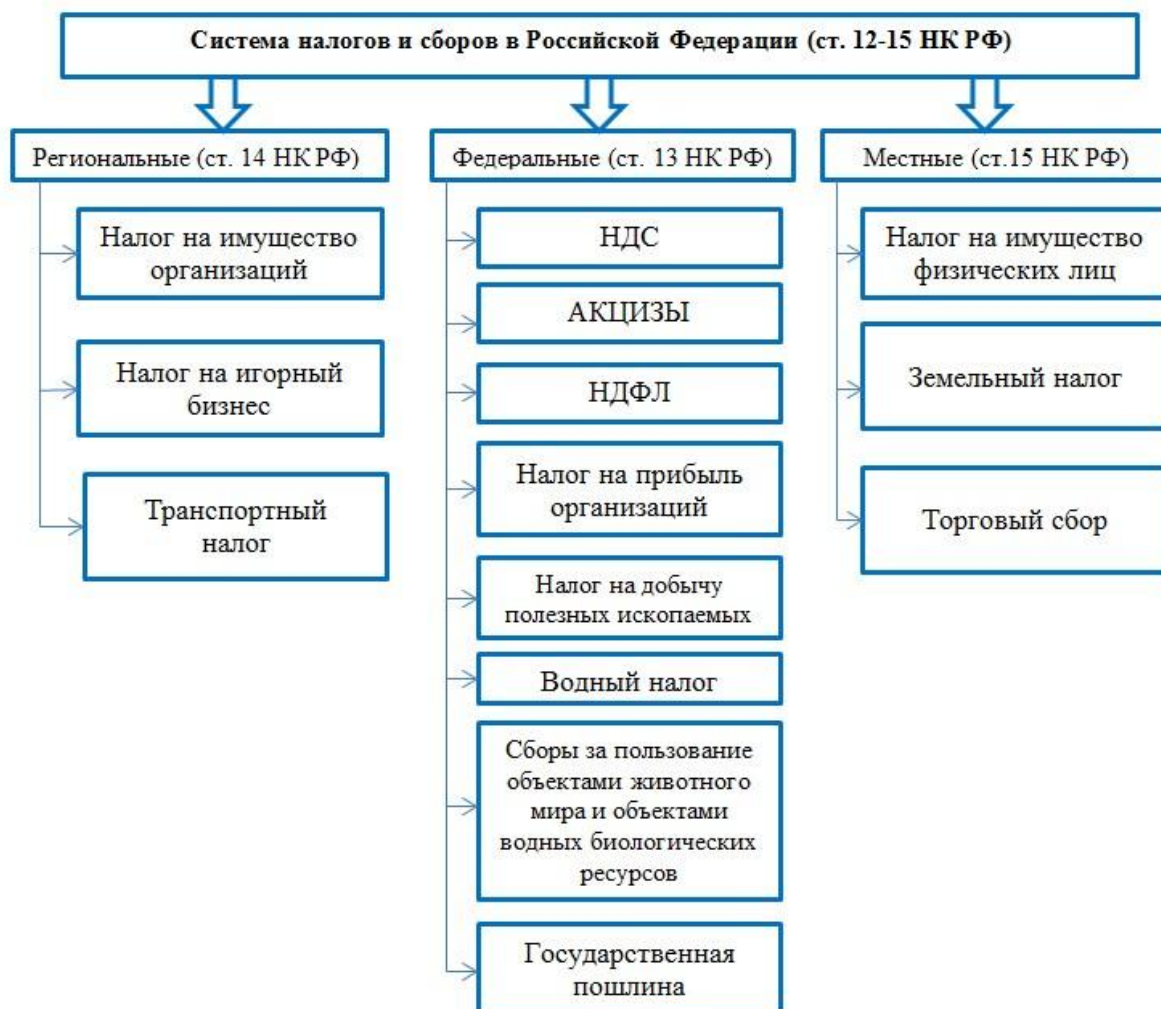 Система налогов и сборов в Российской Федерации (ст. 12-15 НК РФ)
Региональные (ст. 14 НК РФ)
Налог на имущество
организаций
Налог на игорный
бизнес
Транспортный
налог
Федеральные (ст. 13 НК РФ)
НДС
АКЦИЗЫ
НДФЛ
Налог на прибыль
организаций
Налог на добычу
полезных ископаемых
Водный налог
Сборы за пользование
объектами животного
мира и объектами
водных биологических
ресурсов
Государственная
пошлина
Местные (ст.15 НК РФ)
Налог на имущество
физических лиц
Земельный налог
Торговый сбор